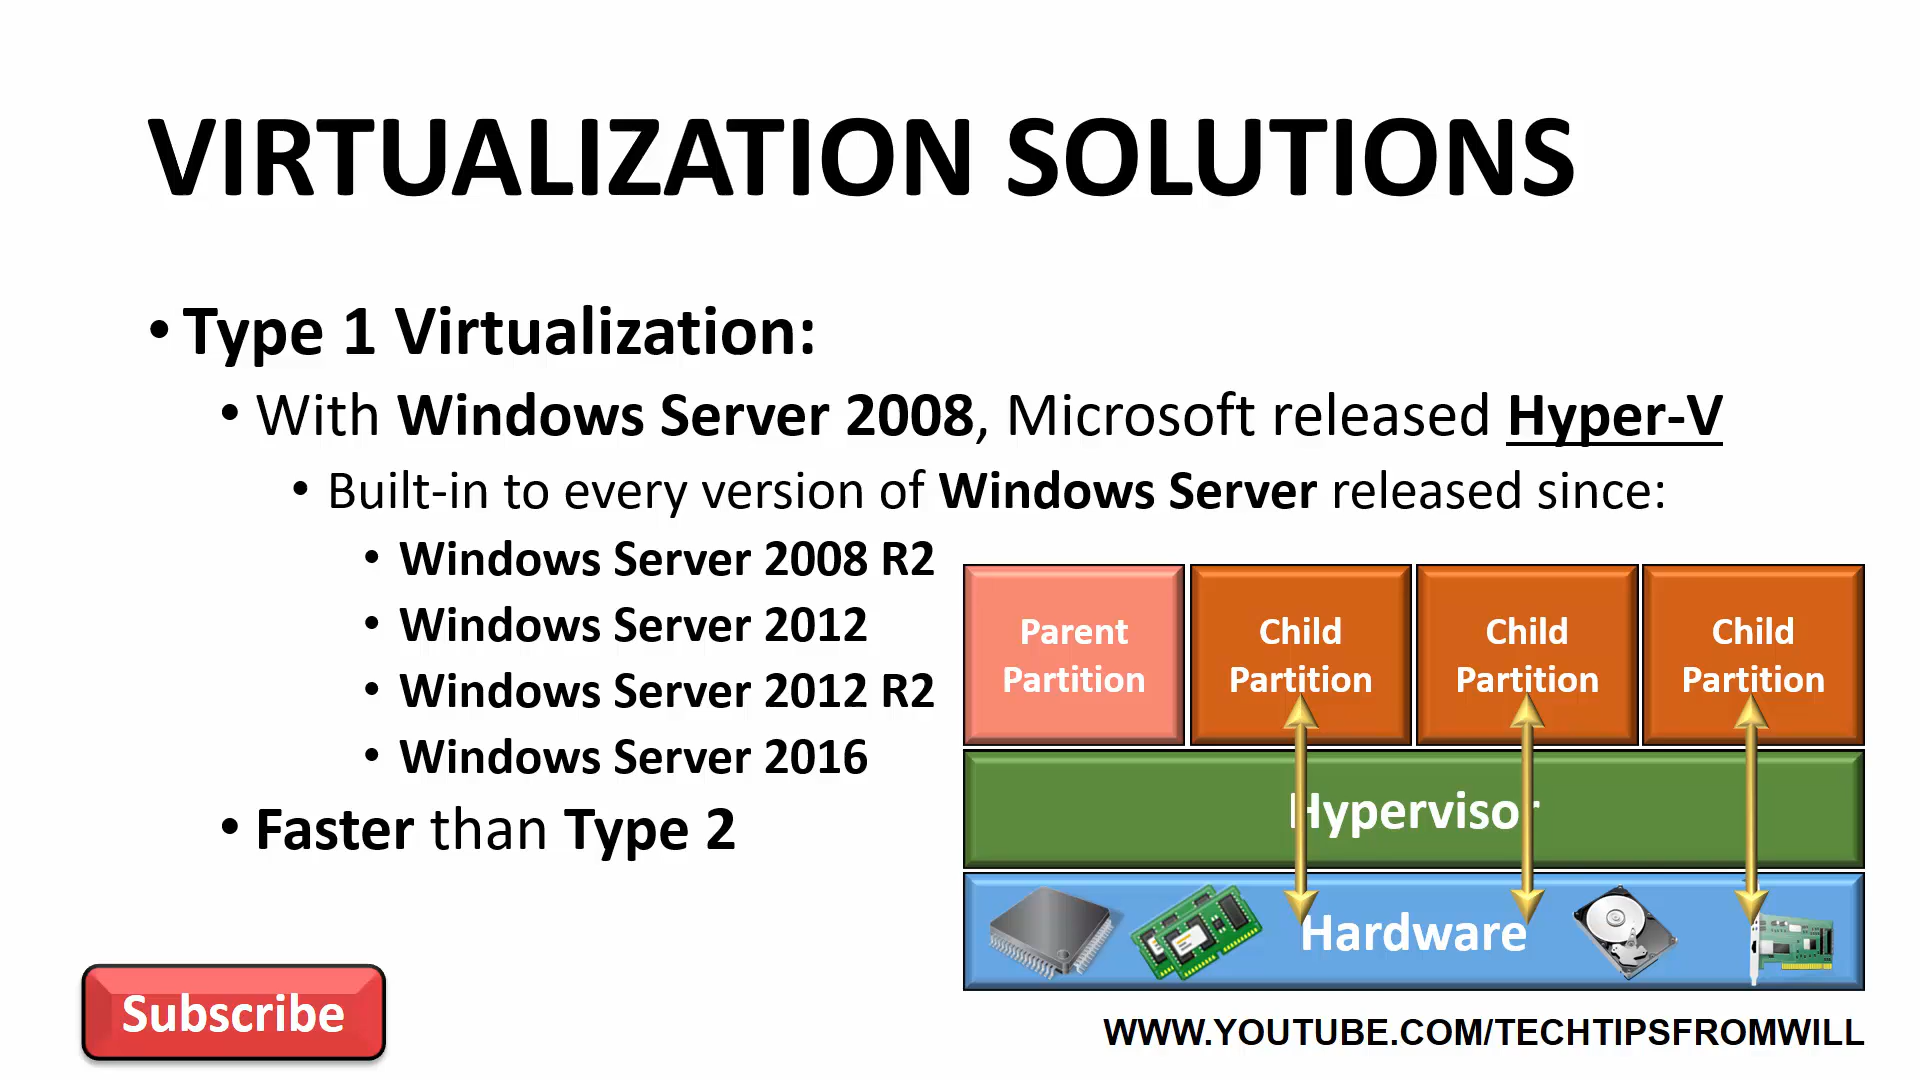 VIRTUALIZATION SOLUTIONS
• Type 1 Virtualization:
• With Windows Server 2008, Microsoft released Hyper-V
• Built-in to every version of Windows Server released since:
• Windows Server 2008 R2
• Windows Server 2012
• Windows Server 2012 R2
• Windows Server 2016
• Faster than Type 2
Parent
Partition
Child
Partition
Child
Partition
Child
Partition
Hypervisor
Hardware
Subscribe
WWW.YOUTUBE.COM/TECHTIPSFROMWILL